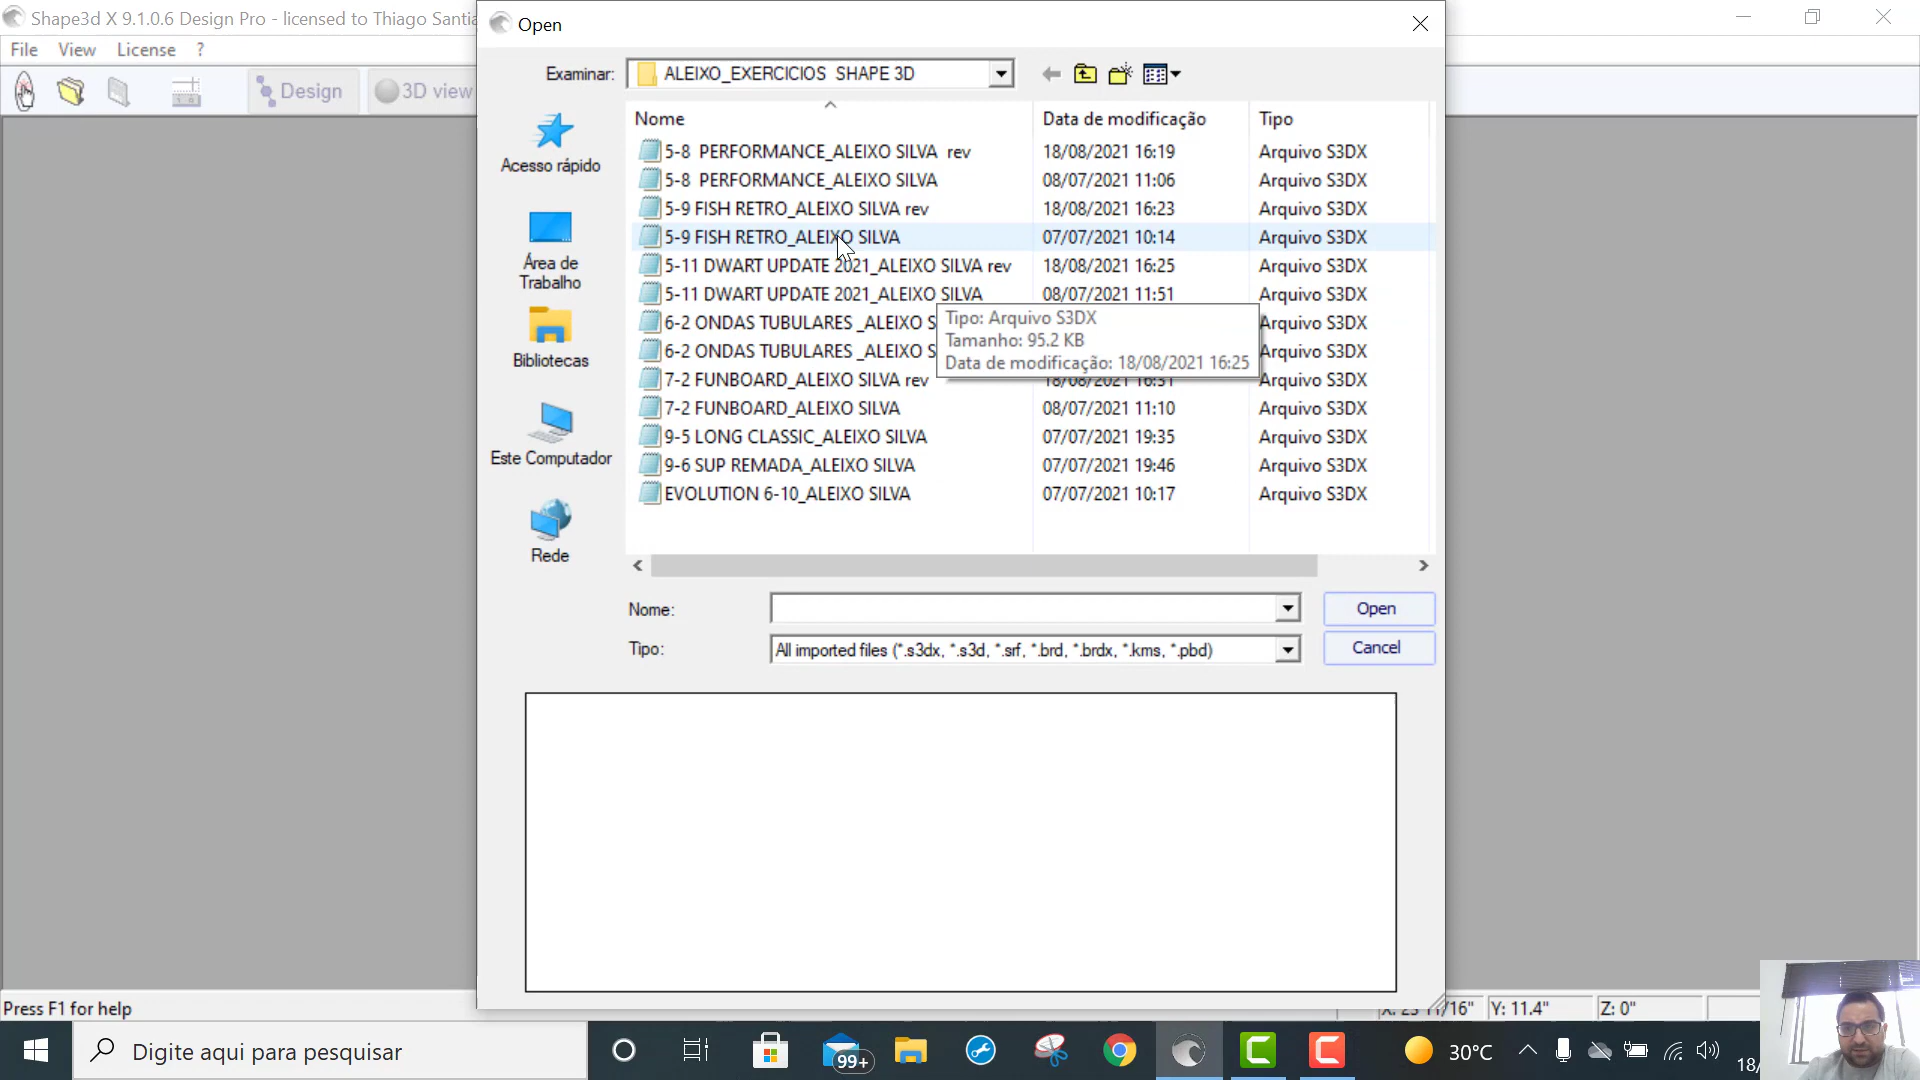 Shape3d X 9.1.0.6 Design Pro - licensed to Thiago Santia
Open
File View License ?
Examinar: ALEIXO_EXERCICIOS SHAPE 3D
Design
3D view
Nome Data de modificação Tipo
5-8 PERFORMANCE_ALEIXO SILVA rev 18/08/2021 16:19 Arquivo S3DX
5-8 PERFORMANCE_ALEIXO SILVA 08/07/2021 11:06 Arquivo S3DX
5-9 FISH RETRO_ALEIXO SILVA rev 18/08/2021 16:23 Arquivo S3DX
5-9 FISH RETRO_ALEIXO SILVA 07/07/2021 10:14 Arquivo S3DX
5-11 DWART UPDATE 2021_ALEIXO SILVA rev 18/08/2021 16:25 Arquivo S3DX
5-11 DWART UPDATE 2021_ALEIXO SILVA 08/07/2021 11:51 Arquivo S3DX
6-2 ONDAS TUBULARES _ALEIXO S Arquivo S3DX
6-2 ONDAS TUBULARES _ALEIXO S Arquivo S3DX
7-2 FUNBOARD_ALEIXO SILVA rev 18/08/2021 16:31 Arquivo S3DX
7-2 FUNBOARD_ALEIXO SILVA 08/07/2021 11:10 Arquivo S3DX
9-5 LONG CLASSIC_ALEIXO SILVA 07/07/2021 19:35 Arquivo S3DX
9-6 SUP REMADA_ALEIXO SILVA 07/07/2021 19:46 Arquivo S3DX
EVOLUTION 6-10_ALEIXO SILVA 07/07/2021 10:17 Arquivo S3DX
Tipo: Arquivo S3DX
Tamanho: 95.2 KB
Data de modificação: 18/08/2021 16:25
Acesso rápido
Área de
Trabalho
Bibliotecas
Este Computador
Rede
Nome:
Open
Tipo: All imported files (*.s3dx, *.s3d, *.srf, *.brd, *.brdx, *.kms, *.pbd)
Cancel
Press F1 for help
Y: 11.4" Z: 0"
Digite aqui para pesquisar
99+
30°C
18/